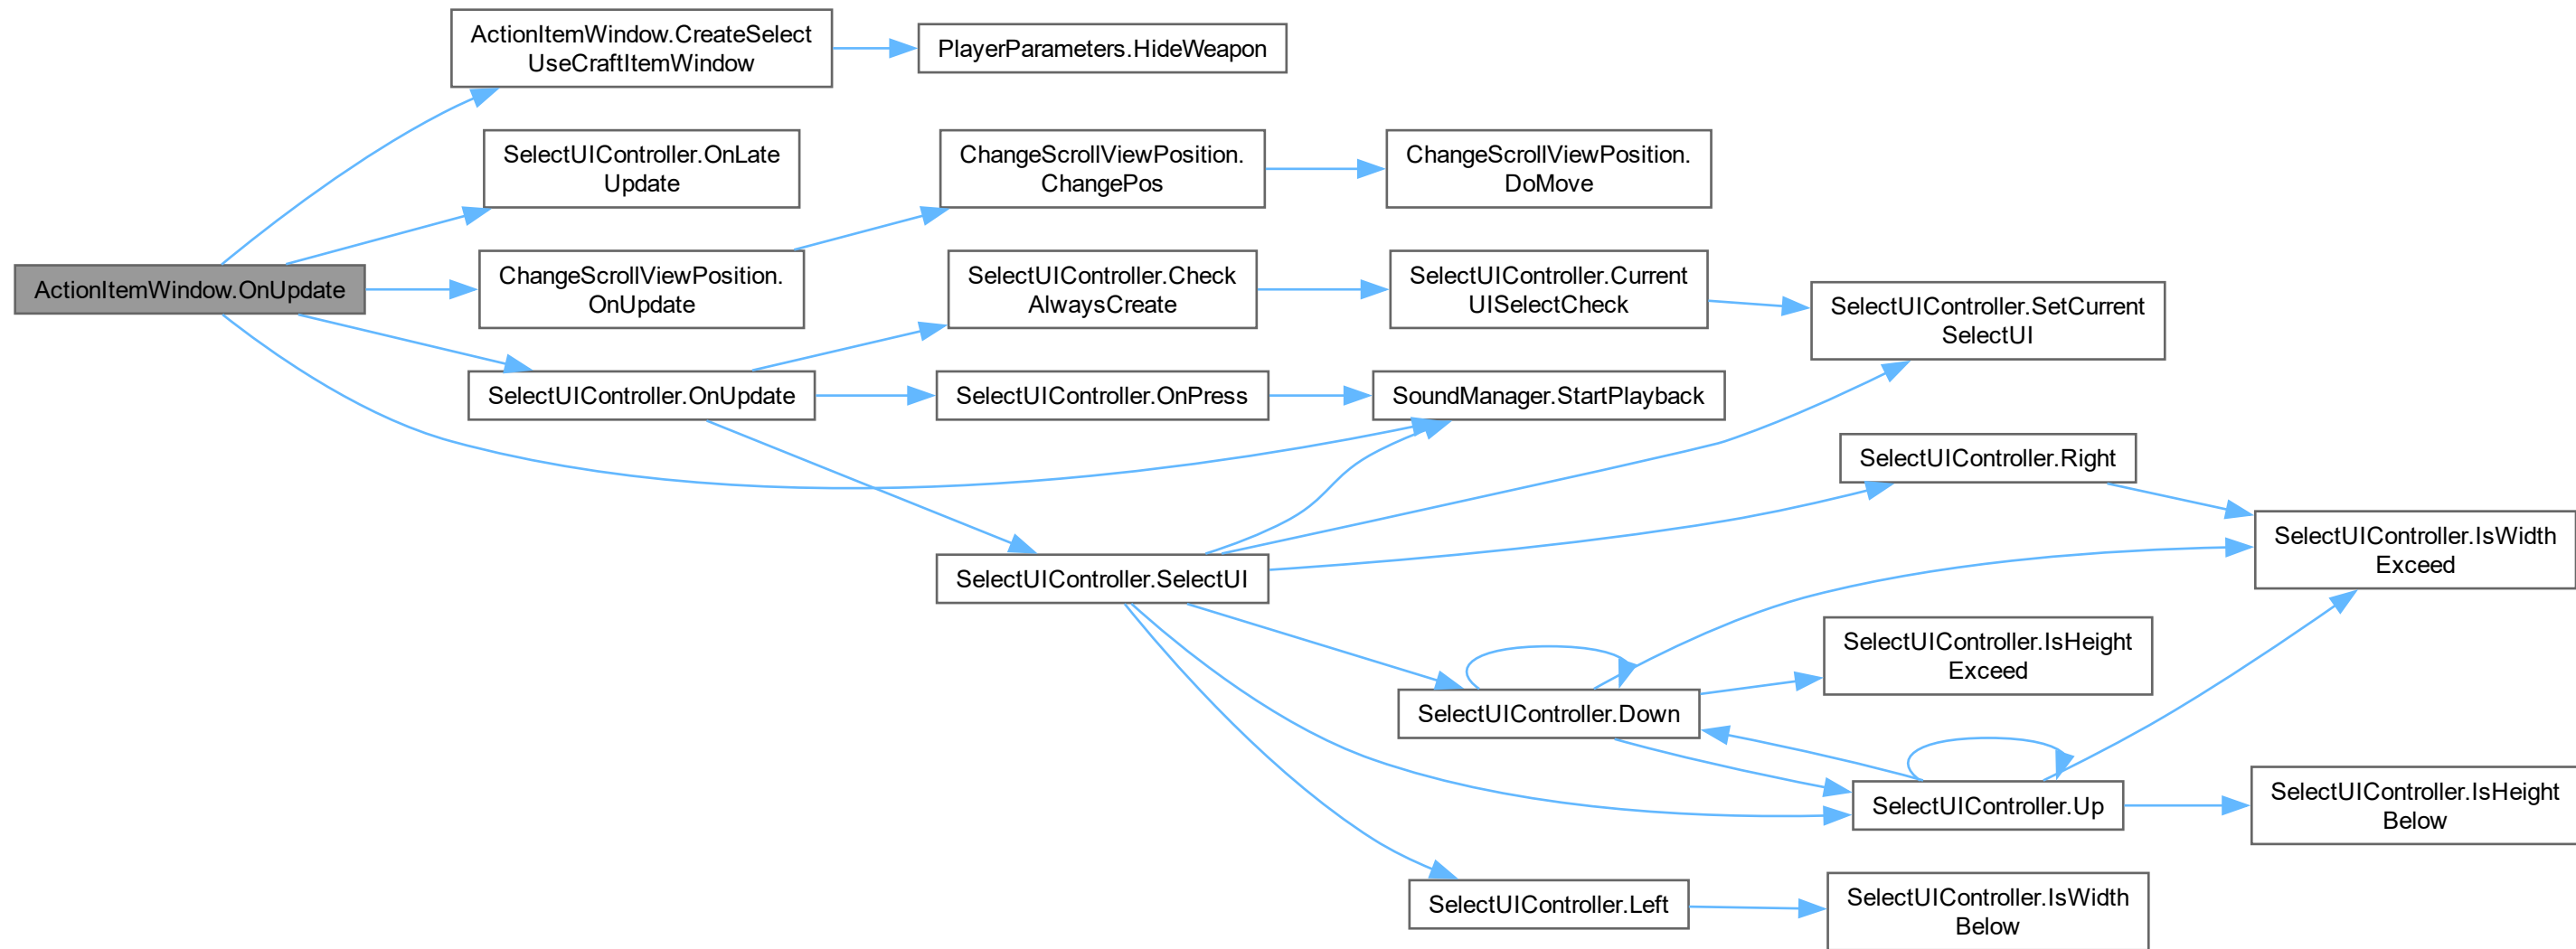 ActionItemWindow.OnUpdate
ActionItemWindow.CreateSelect
UseCraftItemWindow
PlayerParameters.HideWeapon
SelectUIController.OnLate
Update
ChangeScrollViewPosition.
OnUpdate
ChangeScrollViewPosition.
ChangePos
ChangeScrollViewPosition.
DoMove
SelectUIController.OnUpdate
SelectUIController.Check
AlwaysCreate
SelectUIController.Current
UISelectCheck
SelectUIController.SetCurrent
SelectUI
SelectUIController.OnPress
SoundManager.StartPlayback
SelectUIController.SelectUI
SelectUIController.Right
SelectUIController.IsWidth
Exceed
SelectUIController.Down
SelectUIController.IsHeight
Exceed
SelectUIController.Up
SelectUIController.IsHeight
Below
SelectUIController.Left
SelectUIController.IsWidth
Below